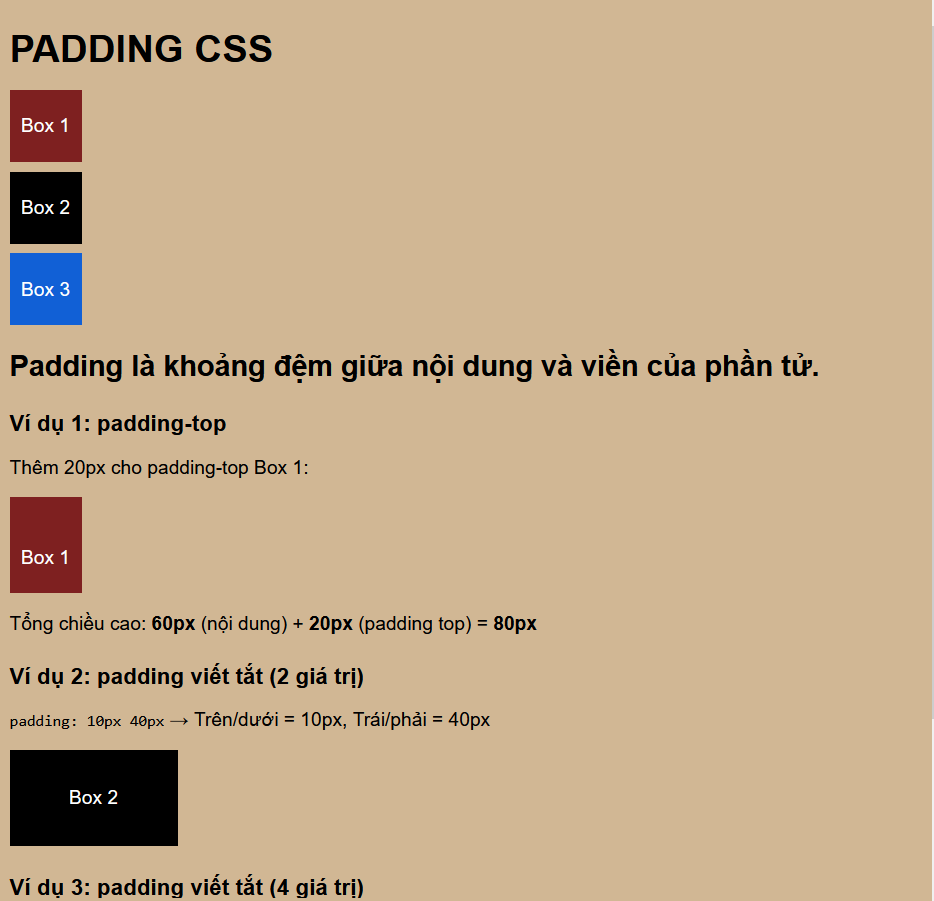 PADDING CSS
Box 1
Box 2
Box 3
Padding là khoảng đệm giữa nội dung và viền của phần tử.
Ví dụ 1: padding-top
Thêm 20px cho padding-top Box 1:
Box 1
Tổng chiều cao: 60px (nội dung) + 20px (padding top) = 80px
Ví dụ 2: padding viết tắt (2 giá trị)
padding: 10px 40px → Trên/dưới = 10px, Trái/phải = 40px
Box 2
Ví dụ 3: padding viết tắt (4 giá trị)